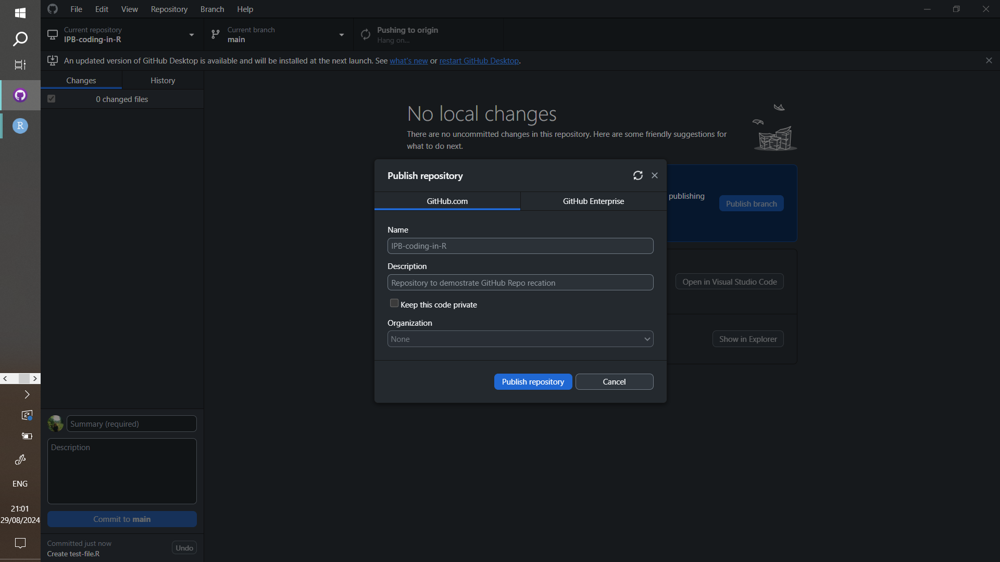 File Edit View Repository Branch Help
Current repository
IPB-coding-in-R
Current branch
main
Pushing to origin
Hang on...
An updated version of GitHub Desktop is available and will be installed at the next launch. See what's new or restart GitHub Desktop.
Changes History
0 changed files
No local changes
There are no uncommitted changes in this repository. Here are some friendly suggestions for
what to do next.
Publish repository
GitHub.com GitHub Enterprise
publishing
Publish branch
Name
IPB-coding-in-R
Description
Repository to demostrate GitHub Repo recation
Open in Visual Studio Code
Keep this code private
Organization
None
Show in Explorer
Publish repository Cancel
Summary (required)
Description
Commit to main
Committed just now
Create test-file.R
Undo
R
ENG
21:01
29/08/2024